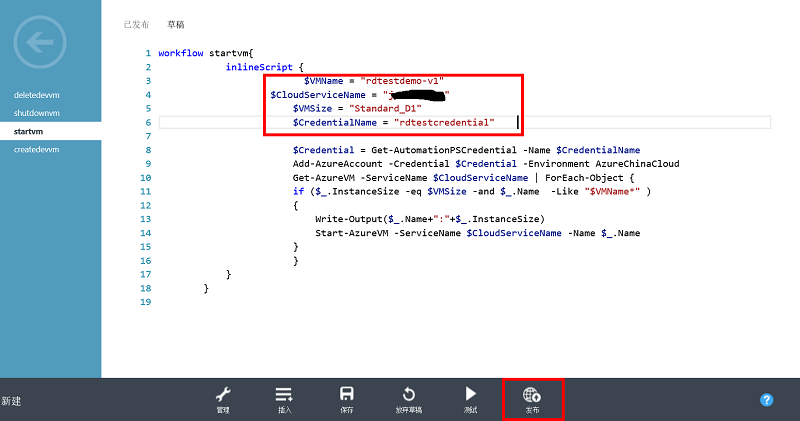 已发布 草稿
deletedevvm
shutdownvm
startvm
createdevvm
1 workflow startvm{
2 inlineScript {
3 $VMName = "rdtestdemo-v1"
4 $CloudServiceName = "j"
5 $VMSize = "Standard_D1"
6 $CredentialName = "rdtestcredential"
7
8 $Credential = Get-AutomationPSCredential -Name $CredentialName
9 Add-AzureAccount -Credential $Credential -Environment AzureChinaCloud
10 Get-AzureVM -ServiceName $CloudServiceName | ForEach-Object {
11 if ($_.InstanceSize -eq $VMSize -and $_.Name -Like "$VMName*" )
12 {
13 Write-Output($_.Name+":"+$_.InstanceSize)
14 Start-AzureVM -ServiceName $CloudServiceName -Name $_.Name
15 }
16 }
17 }
18 }
19
新建 管理 插入 保存 放弃草稿 测试 发布 ?